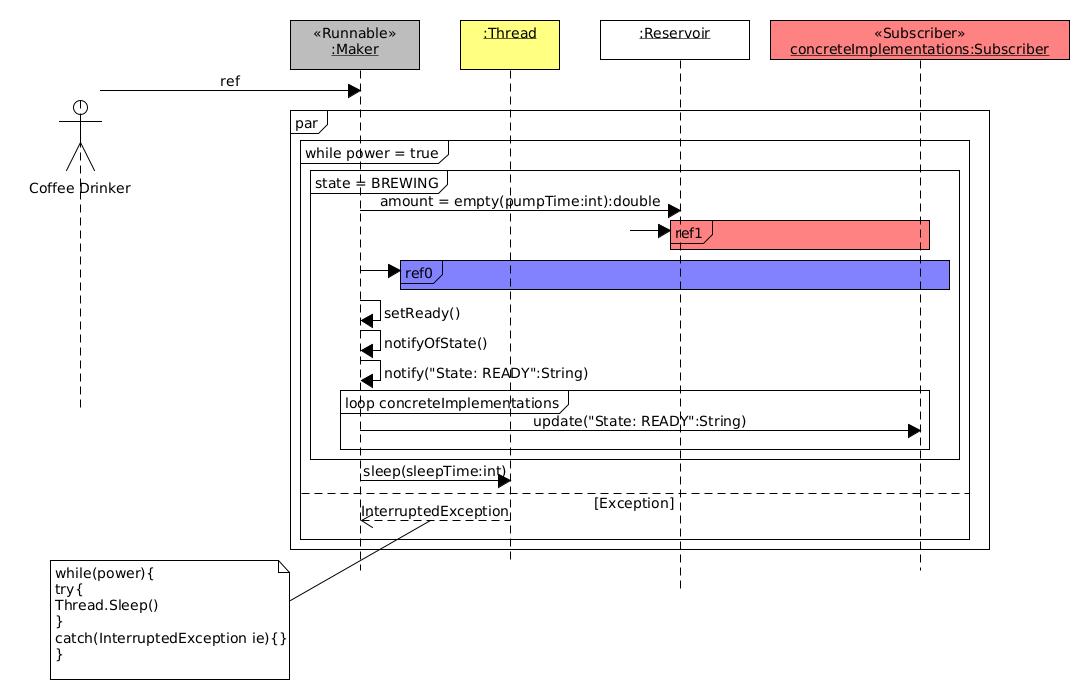 «Runnable»
:Maker
:Thread
:Reservoir
«Subscriber»
concreteImplementations:Subscriber
ref
Coffee Drinker
par
while power = true
state = BREWING
amount = empty(pumpTime:int):double
ref1
ref0
setReady()
notifyOfState()
notify("State: READY":String)
loop concreteImplementations
update("State: READY":String)
sleep(sleepTime:int)
[Exception]
InterruptedException
while(power){
try{
Thread.Sleep()
}
catch(InterruptedException ie){}
}